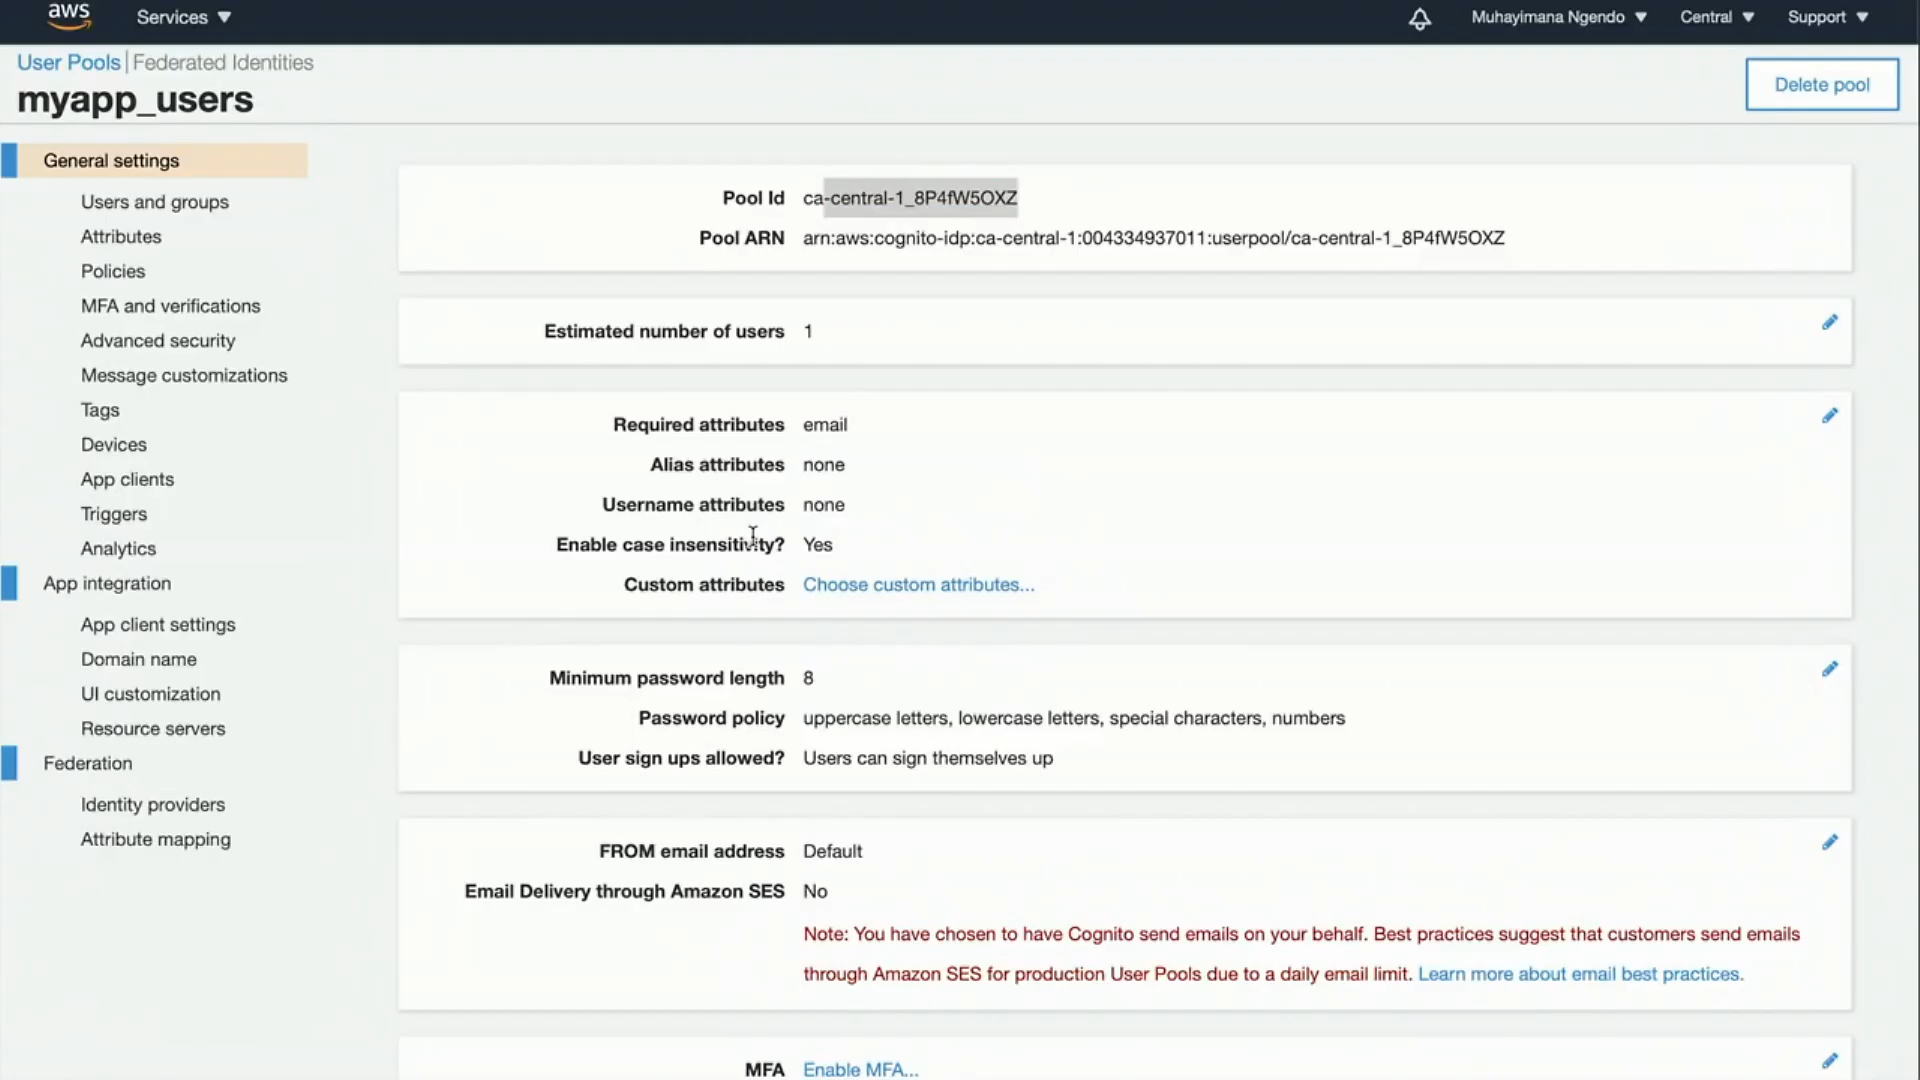 aws Services ▼ Muhayimana Ngendo ▼ Central ▼ Support ▼
User Pools | Federated Identities
myapp_users
Delete pool
General settings
Users and groups
Attributes
Policies
MFA and verifications
Advanced security
Message customizations
Tags
Devices
App clients
Triggers
Analytics
App integration
App client settings
Domain name
UI customization
Resource servers
Federation
Identity providers
Attribute mapping
Pool Id ca-central-1_8P4fW5OXZ
Pool ARN arn:aws:cognito-idp:ca-central-1:004334937011:userpool/ca-central-1_8P4fW5OXZ
Estimated number of users 1
Required attributes email
Alias attributes none
Username attributes none
Enable case insensitivity? Yes
Custom attributes Choose custom attributes...
Minimum password length 8
Password policy uppercase letters, lowercase letters, special characters, numbers
User sign ups allowed? Users can sign themselves up
FROM email address Default
Email Delivery through Amazon SES No
Note: You have chosen to have Cognito send emails on your behalf. Best practices suggest that customers send emails
through Amazon SES for production User Pools due to a daily email limit. Learn more about email best practices.
MFA Enable MFA...